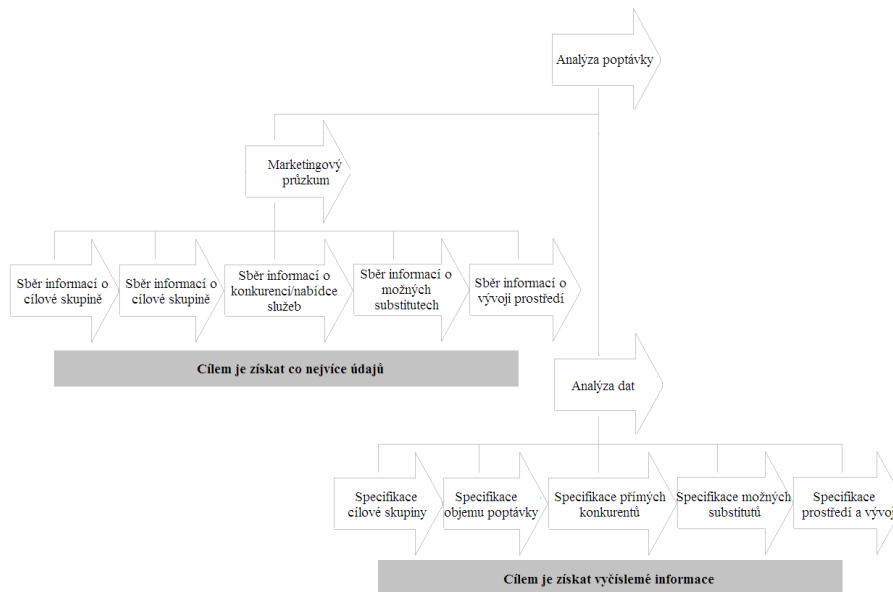 Analýza poptávky
Marketingový
průzkum
Sběr informací o
cílové skupině
Sběr informací o
cílové skupině
Sběr informací o
konkurenci/nabídce
služeb
Sběr informací o
možných
substitutech
Sběr informací o
vývoji prostředí
Cílem je získat co nejvíce údajů
Analýza dat
Specifikace
cílové skupiny
Specifikace
objemu poptávky
Specifikace přímých
konkurentů
Specifikace možných
substitutů
Specifikace
prostředí a vývoj
Cílem je získat vyčíslemé informace